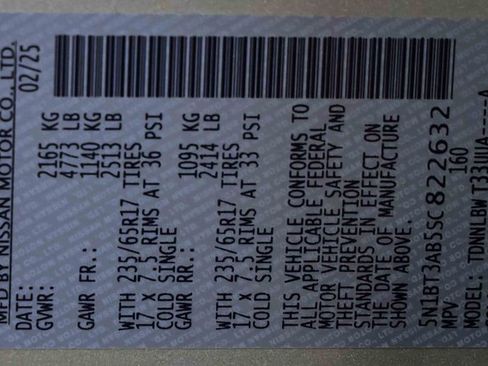 MFD BY NISSAN MOTOR CO., LTD.
DATE: 02/25
GVWR: 2165 KG
4773 LB
GAWR FR.: 1140 KG
2513 LB
WITH 235/65R17 TIRES
17 X 7.5 RIMS AT 36 PSI
COLD SINGLE
GAWR RR.: 1095 KG
2414 LB
WITH 235/65R17 TIRES
17 X 7.5 RIMS AT 33 PSI
COLD SINGLE
THIS VEHICLE CONFORMS TO
ALL APPLICABLE FEDERAL
MOTOR VEHICLE SAFETY AND
THEFT PREVENTION
STANDARDS IN EFFECT ON
THE DATE OF MANUFACTURE
SHOWN ABOVE.
5N1BT3AB5SC822632
MPV 160
MODEL: TDNNLBW